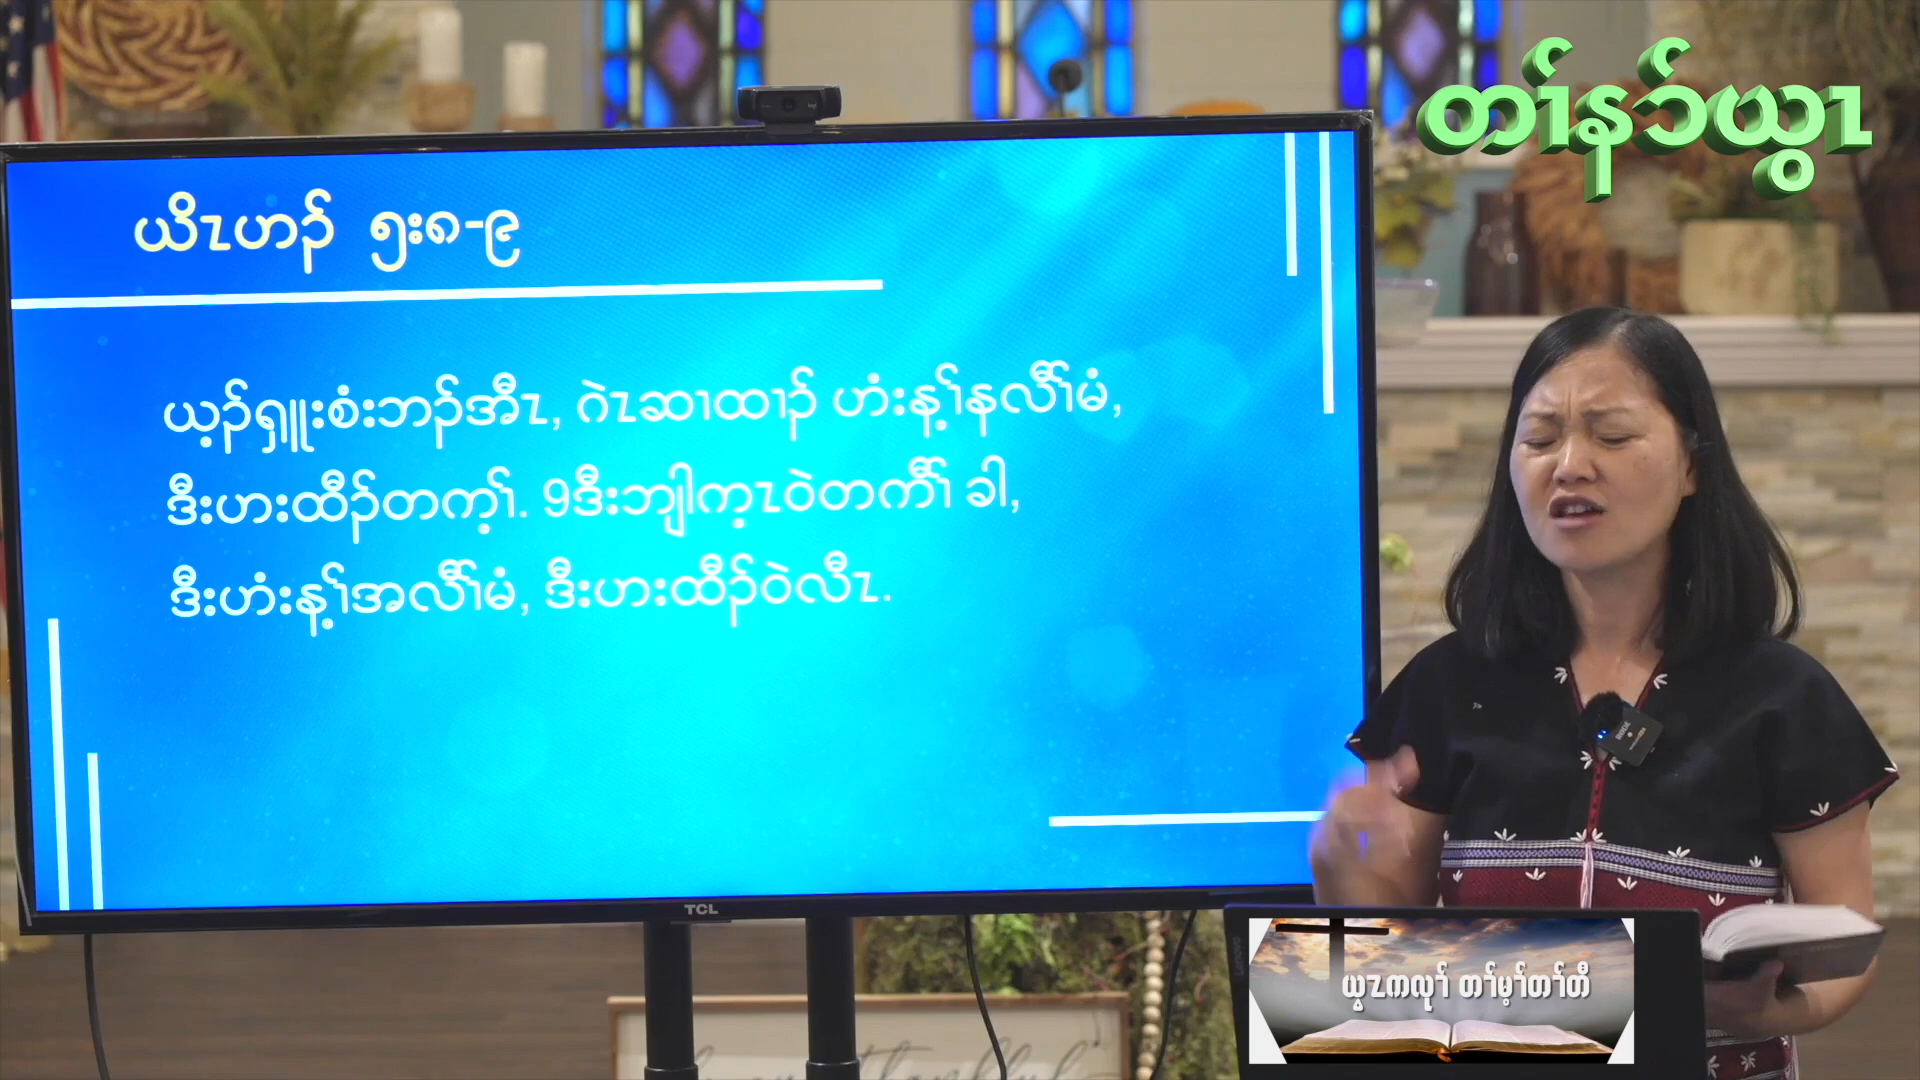 တၢ်နာ်ယွၤ
ယိၤဟၣ် ၅း၈-၉
ယ့ၣ်ရှူးစံးဘၣ်အီၤ, ဂဲၤဆၢထၢၣ် ဟံးန့ၢ်နလီၢ်မံ,
ဒီးဟးထီၣ်တက့ၢ်. 9ဒီးဘျါက့ၤဝဲတကီၢ် ခါ,
ဒီးဟံးန့ၢ်အလီၢ်မံ, ဒီးဟးထီၣ်ဝဲလီၤ.
TCL
ယွၤကလုၢ် တၢ်မ့ၢ်တၢ်တီ